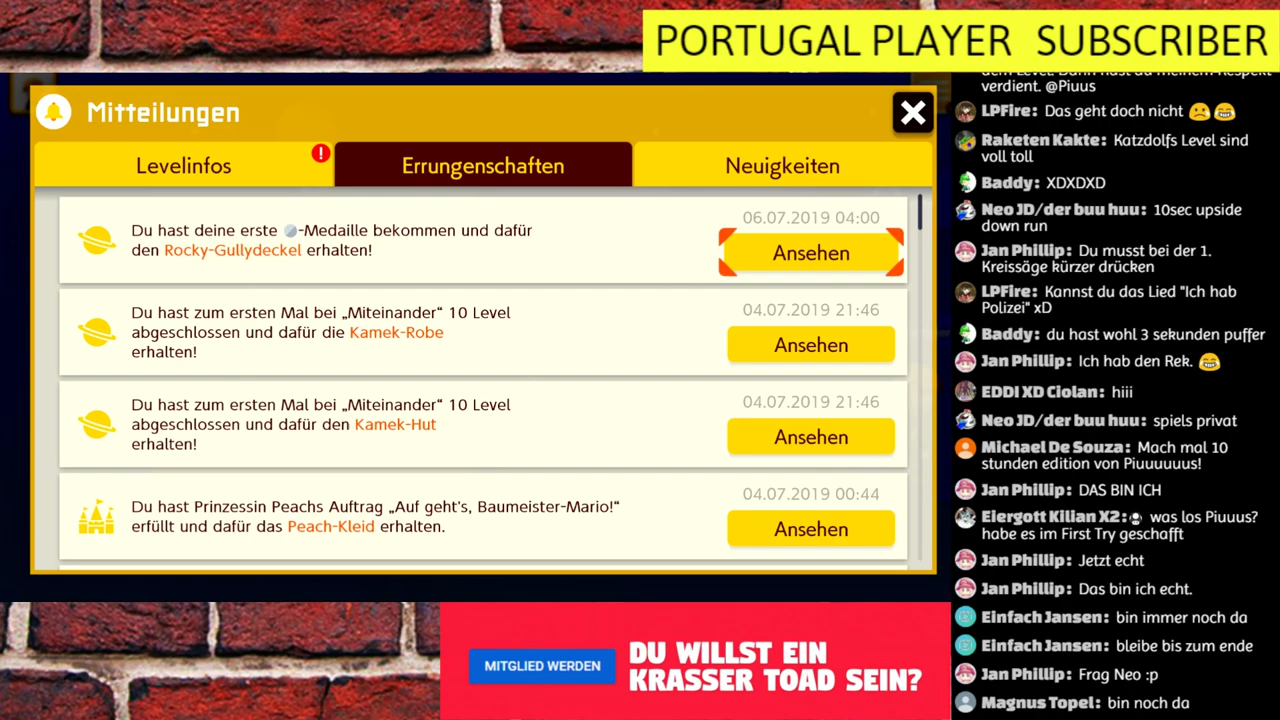 PORTUGAL PLAYER SUBSCRIBER
Mitteilungen
Levelinfos
!
Errungenschaften
Neuigkeiten
Du hast deine erste -Medaille bekommen und dafür
den Rocky-Gullydeckel erhalten!
06.07.2019 04:00
Ansehen
Du hast zum ersten Mal bei „Miteinander“ 10 Level
abgeschlossen und dafür die Kamek-Robe
erhalten!
04.07.2019 21:46
Ansehen
Du hast zum ersten Mal bei „Miteinander“ 10 Level
abgeschlossen und dafür den Kamek-Hut
erhalten!
04.07.2019 21:46
Ansehen
Du hast Prinzessin Peachs Auftrag „Auf geht's, Baumeister-Mario!“
erfüllt und dafür das Peach-Kleid erhalten.
04.07.2019 00:44
Ansehen
MITGLIED WERDEN
DU WILLST EIN
KRASSER TOAD SEIN?
verdient. @Piuus
LPFire: Das geht doch nicht 😢😂
Raketen Kakte: Katzdolfs Level sind
voll toll
Baddy: XDXDXD
Neo JD/der buu huu: 10sec upside
down run
Jan Phillip: Du musst bei der 1.
Kreissäge kürzer drücken
LPFire: Kannst du das Lied "Ich hab
Polizei" xD
Baddy: du hast wohl 3 sekunden puffer
Jan Phillip: Ich hab den Rek. 😂
EDDI XD Ciolan: hiii
Neo JD/der buu huu: spiels privat
Michael De Souza: Mach mal 10
stunden edition von Piuuuuuus!
Jan Phillip: DAS BIN ICH
Eiergott Kilian X2: was los Piuuus?
habe es im First Try geschafft
Jan Phillip: Jetzt echt
Jan Phillip: Das bin ich echt.
Einfach Jansen: bin immer noch da
Einfach Jansen: bleibe bis zum ende
Jan Phillip: Frag Neo :p
Magnus Topel: bin noch da